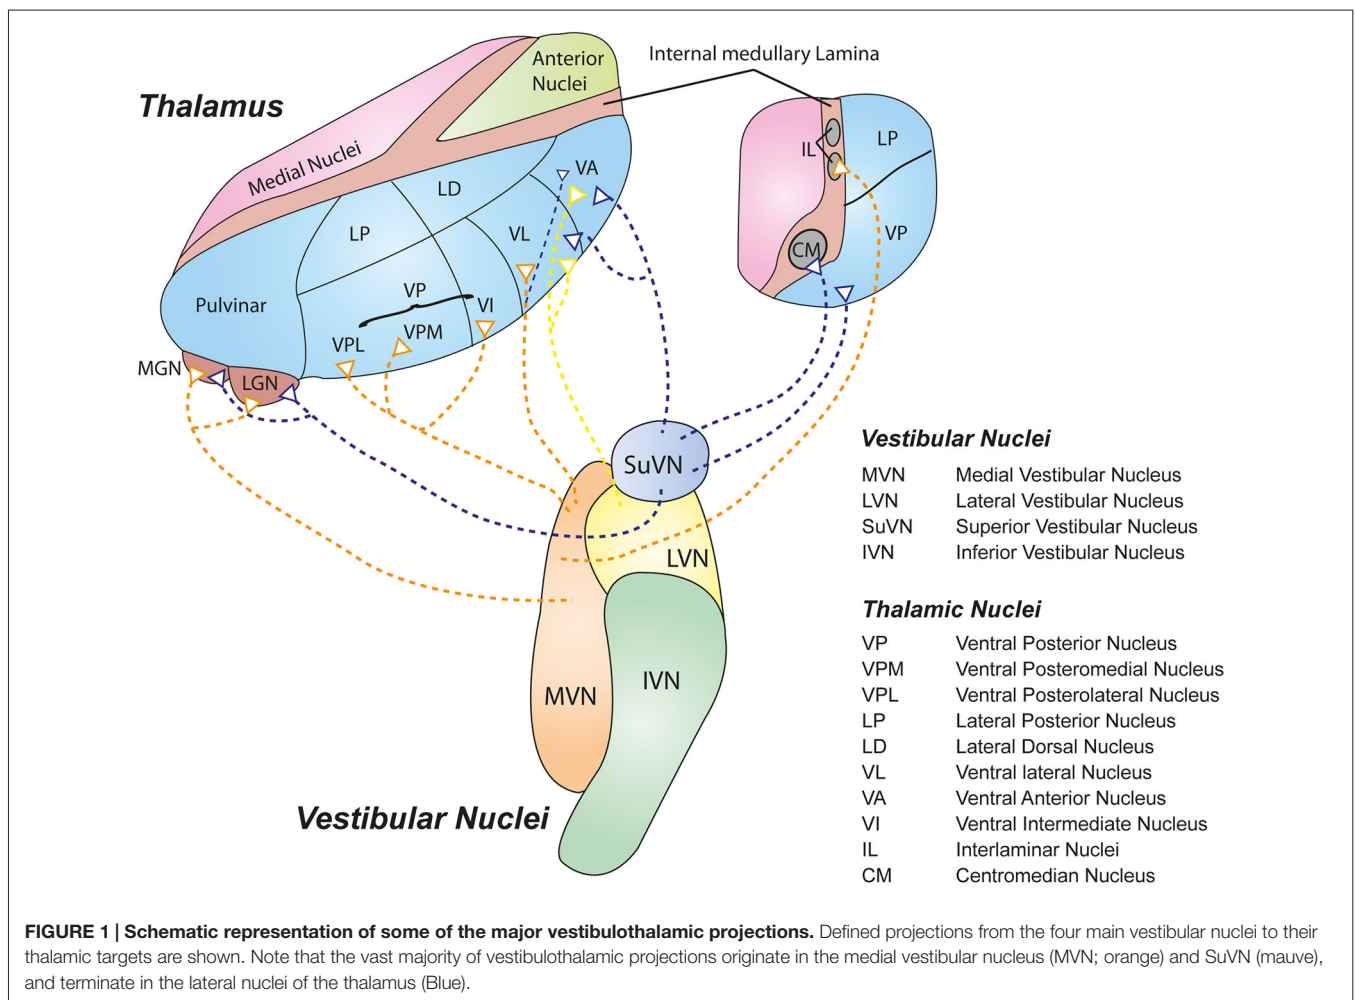 Thalamus
Anterior
Nuclei
Internal medullary Lamina
Medial Nuclei
LD
VA
LP
VL
VP
Pulvinar
VI
VPL
VPM
MGN
LGN
IL
LP
VP
CM
SuVN
LVN
MVN
IVN
Vestibular Nuclei
Vestibular Nuclei
MVN Medial Vestibular Nucleus
LVN Lateral Vestibular Nucleus
SuVN Superior Vestibular Nucleus
IVN Inferior Vestibular Nucleus
Thalamic Nuclei
VP Ventral Posterior Nucleus
VPM Ventral Posteromedial Nucleus
VPL Ventral Posterolateral Nucleus
LP Lateral Posterior Nucleus
LD Lateral Dorsal Nucleus
VL Ventral lateral Nucleus
VA Ventral Anterior Nucleus
VI Ventral Intermediate Nucleus
IL Interlaminar Nuclei
CM Centromedian Nucleus
FIGURE 1 | Schematic representation of some of the major vestibulothalamic projections. Defined projections from the four main vestibular nuclei to their
thalamic targets are shown. Note that the vast majority of vestibulothalamic projections originate in the medial vestibular nucleus (MVN; orange) and SuVN (mauve),
and terminate in the lateral nuclei of the thalamus (Blue).